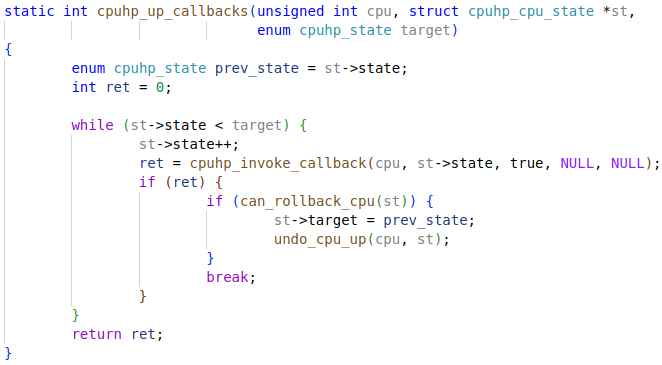 static int cpuhp_up_callbacks(unsigned int cpu, struct cpuhp_cpu_state *st,
                              enum cpuhp_state target)
{
        enum cpuhp_state prev_state = st->state;
        int ret = 0;

        while (st->state < target) {
                st->state++;
                ret = cpuhp_invoke_callback(cpu, st->state, true, NULL, NULL);
                if (ret) {
                        if (can_rollback_cpu(st)) {
                                st->target = prev_state;
                                undo_cpu_up(cpu, st);
                        }
                        break;
                }
        }
        return ret;
}